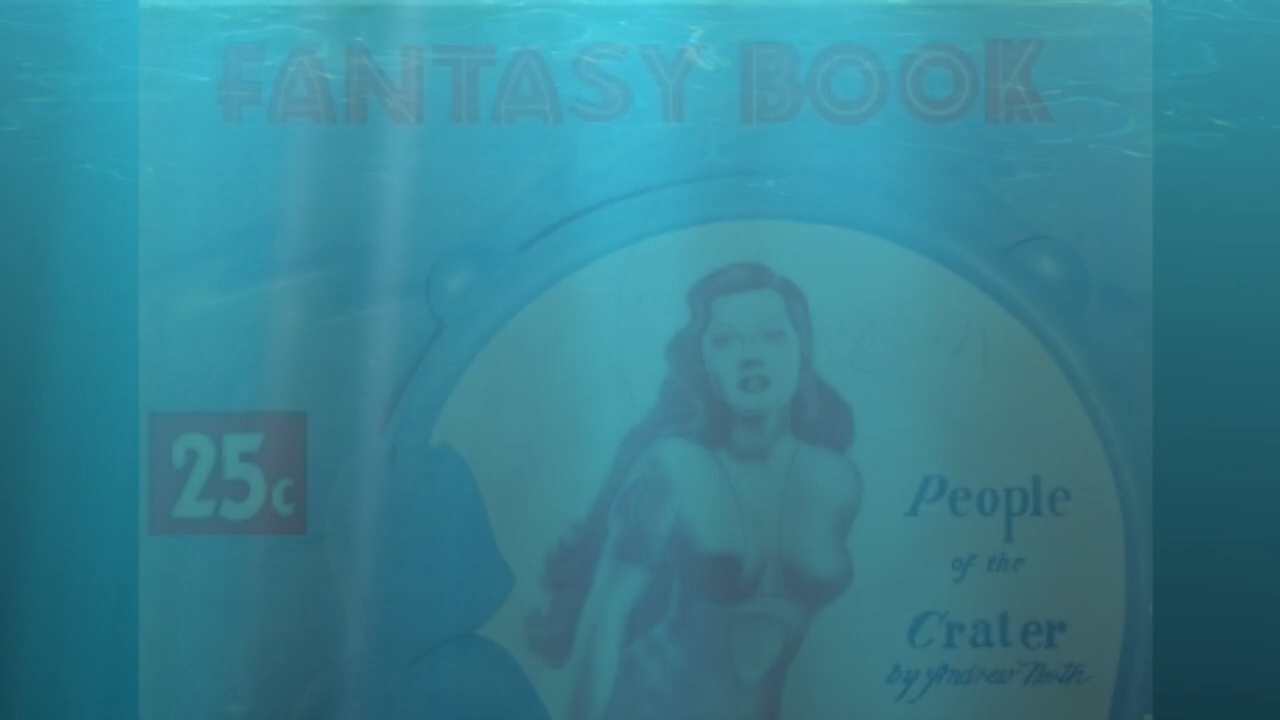 FANTASY BOOK
25c
People
of the
Crater
by Andrew North